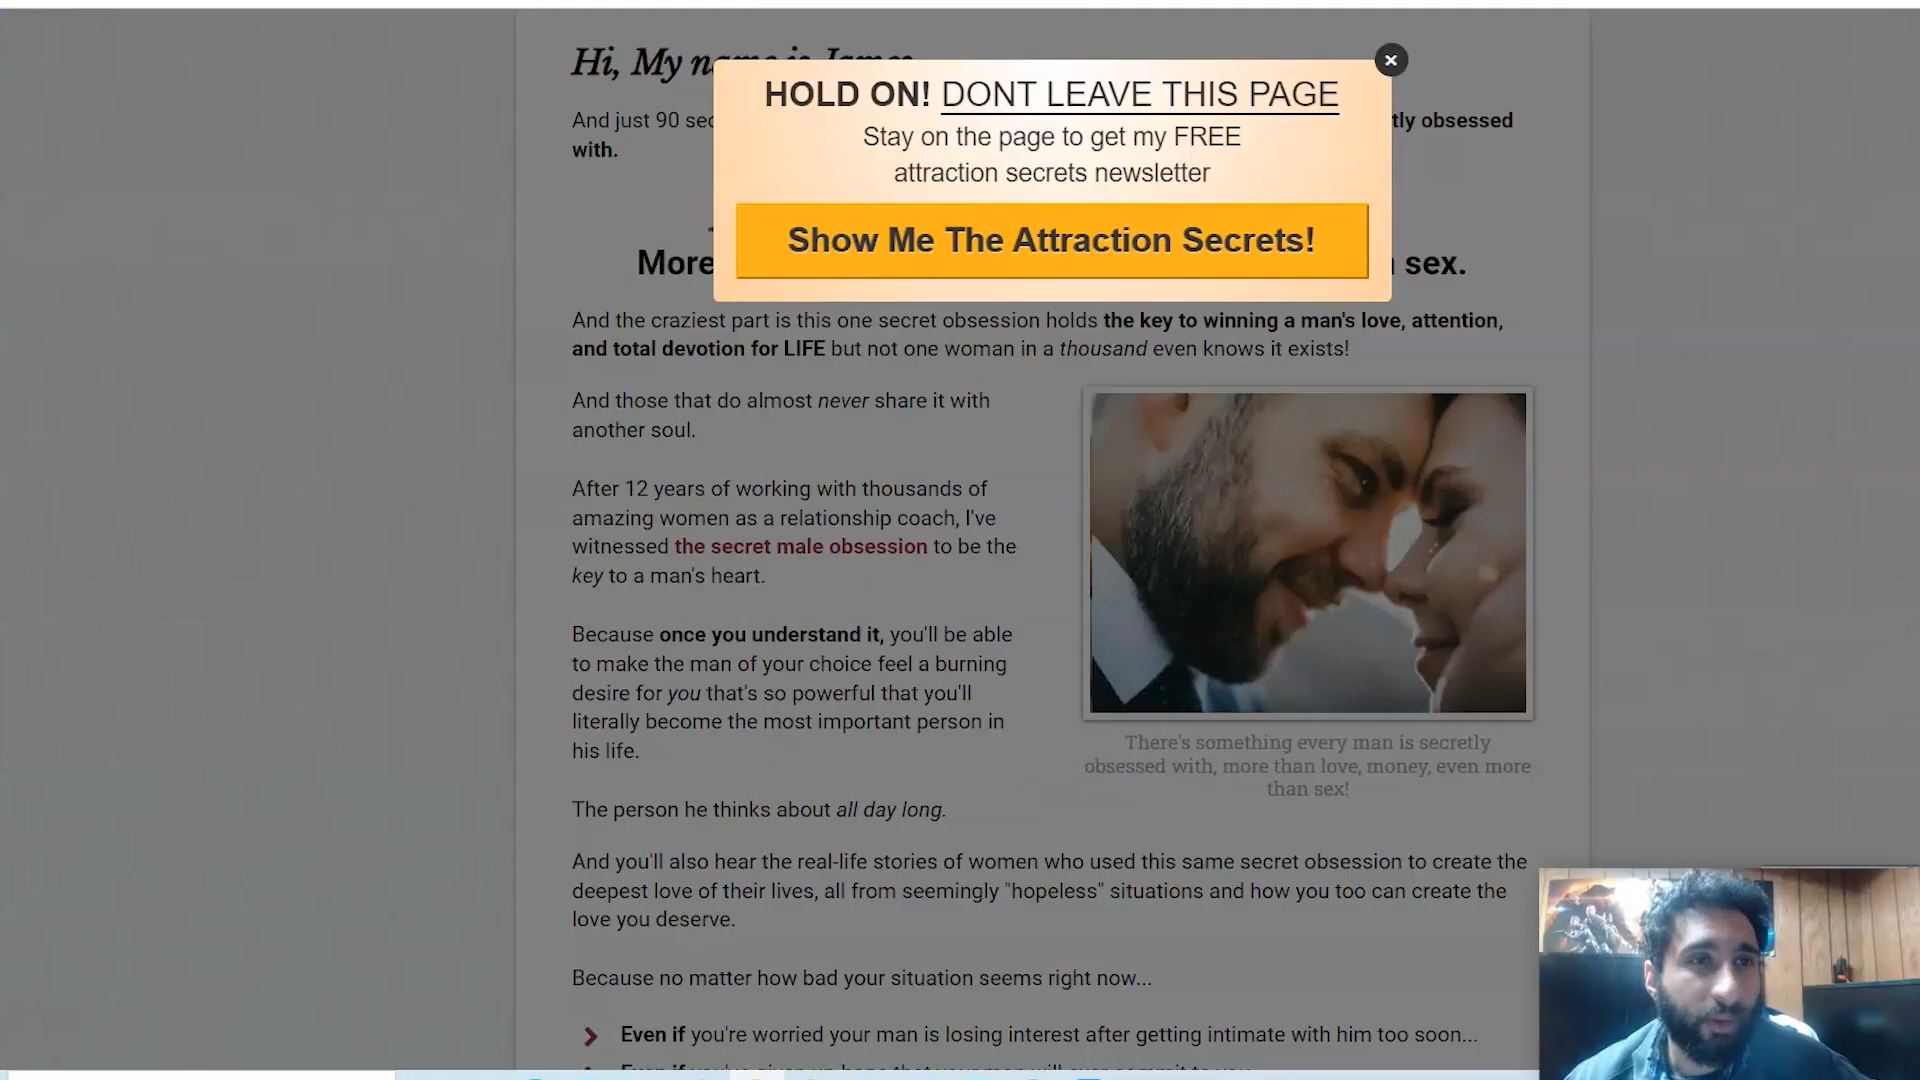 Hi, My name is James
HOLD ON! DONT LEAVE THIS PAGE
Stay on the page to get my FREE
attraction secrets newsletter
Show Me The Attraction Secrets!
And just 90
tly obsessed
with.
More
sex.
And the craziest part is this one secret obsession holds the key to winning a man's love, attention,
and total devotion for LIFE but not one woman in a thousand even knows it exists!
And those that do almost never share it with
another soul.
After 12 years of working with thousands of
amazing women as a relationship coach, I've
witnessed the secret male obsession to be the
key to a man's heart.
Because once you understand it, you'll be able
to make the man of your choice feel a burning
desire for you that's so powerful that you'll
literally become the most important person in
his life.
The person he thinks about all day long.
There's something every man is secretly
obsessed with, more than love, money, even more
than sex!
And you'll also hear the real-life stories of women who used this same secret obsession to create the
deepest love of their lives, all from seemingly "hopeless" situations and how you too can create the
love you deserve.
Because no matter how bad your situation seems right now...
Even if you're worried your man is losing interest after getting intimate with him too soon...